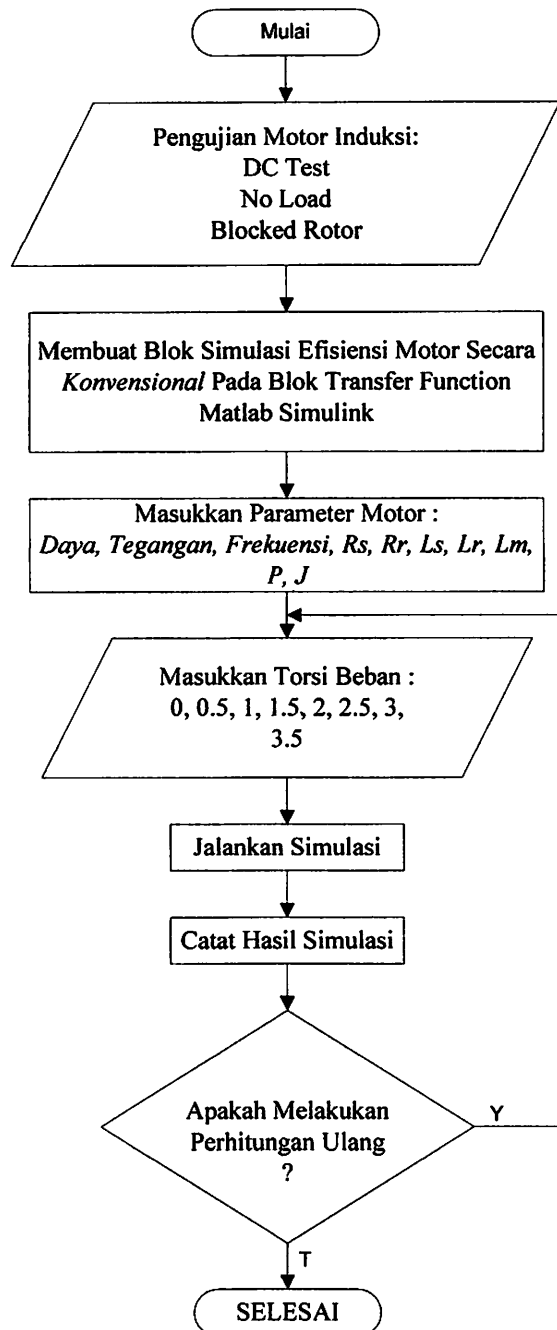 Mulai
Pengujian Motor Induksi:
DC Test
No Load
Blocked Rotor
Membuat Blok Simulasi Efisiensi Motor Secara
Konvensional Pada Blok Transfer Function
Matlab Simulink
Masukkan Parameter Motor :
Daya, Tegangan, Frekuensi, Rs, Rr, Ls, Lr, Lm,
P, J
Masukkan Torsi Beban :
0, 0.5, 1, 1.5, 2, 2.5, 3,
3.5
Jalankan Simulasi
Catat Hasil Simulasi
Apakah Melakukan
Perhitungan Ulang
?
Y
T
SELESAI